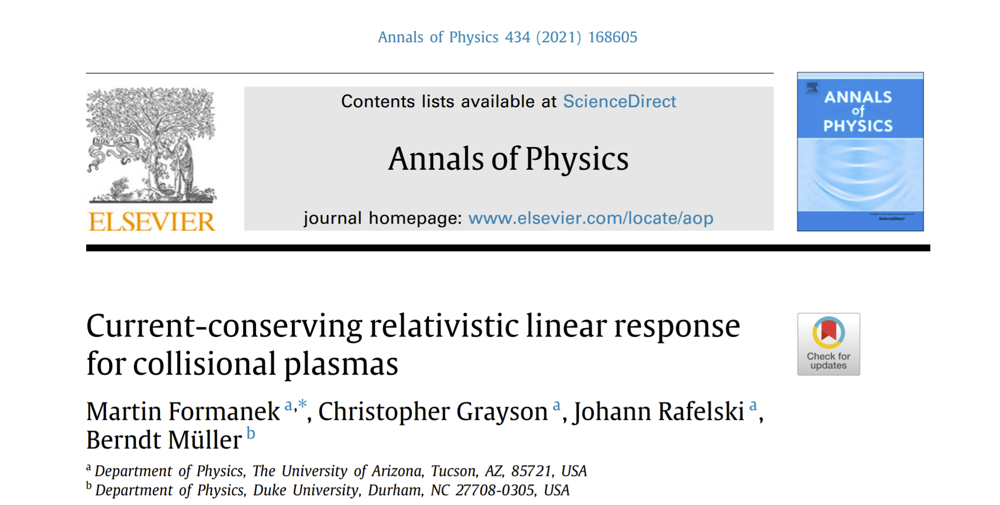 Annals of Physics 434 (2021) 168605
Contents lists available at ScienceDirect
Annals of Physics
journal homepage: www.elsevier.com/locate/aop
NON SOLUS
ELSEVIER
ANNALS
of
PHYSICS
ScienceDirect
Current-conserving relativistic linear response
for collisional plasmas
Check for
updates
Martin Formanek a,*, Christopher Grayson a, Johann Rafelski a,
Berndt Müller b
a Department of Physics, The University of Arizona, Tucson, AZ, 85721, USA
b Department of Physics, Duke University, Durham, NC 27708-0305, USA